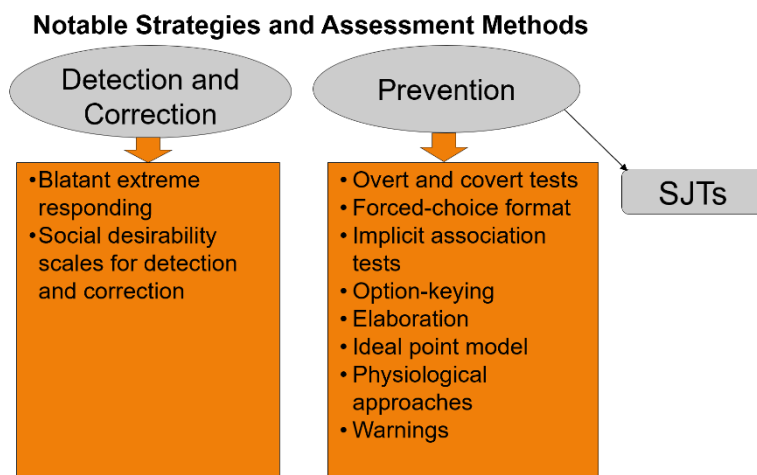 Notable Strategies and Assessment Methods
Detection and
Correction
•Blatant extreme
responding
•Social desirability
scales for detection
and correction
Prevention
• Overt and covert tests
• Forced-choice format
• Implicit association
tests
• Option-keying
• Elaboration
• Ideal point model
• Physiological
approaches
• Warnings
SJTs